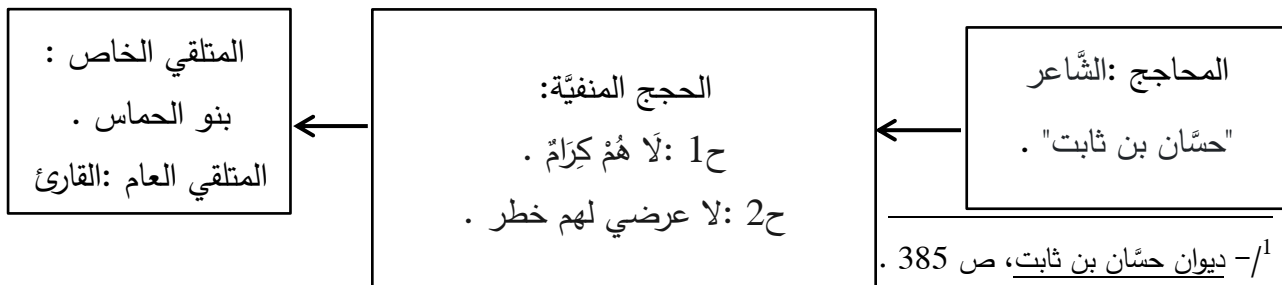 المحاجج :الشَّاعر
"حسَّان بن ثابت" .
الحجج المنفيَّة:
ح1 :لَا هُمْ كِرَامٌ .
ح2 :لا عرضي لهم خطر .
المتلقي الخاص :
بنو الحماس .
المتلقي العام :القارئ
1/- ديوان حسَّان بن ثابت، ص 385 .